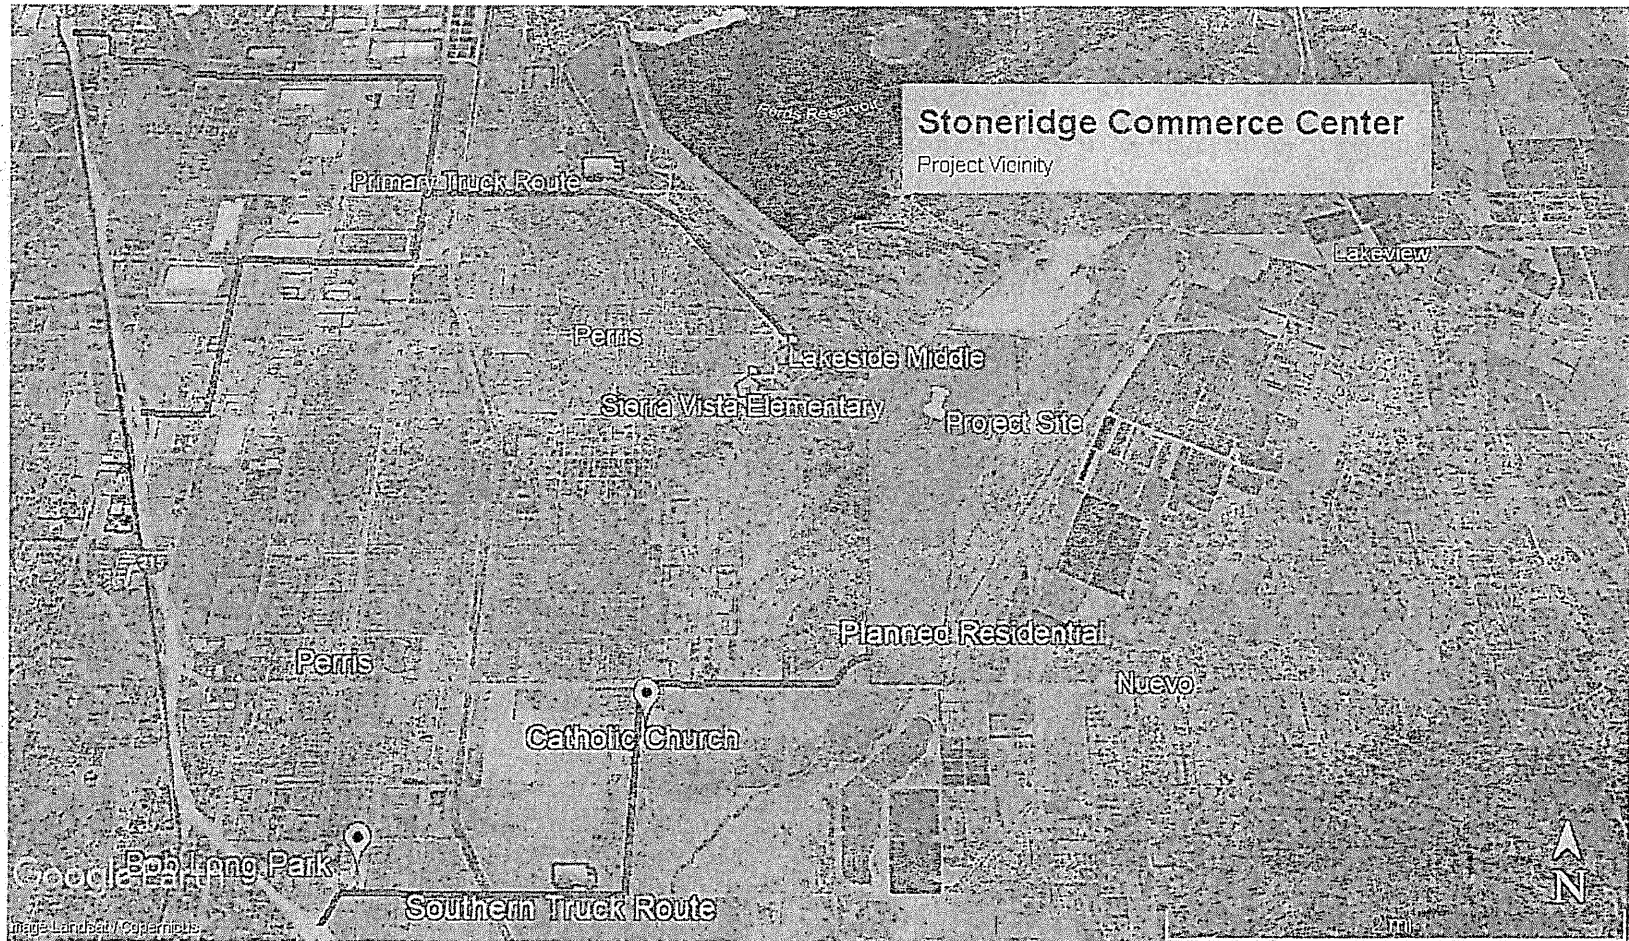 Perris Reservoir
Stoneridge Commerce Center
Project Vicinity
Primary Truck Route
Lakeview
Perris
Lakeside Middle
Sierra Vista Elementary
Project Site
Planned Residential
Perris
Nuevo
Catholic Church
Bob Long Park
Google Earth
Southern Truck Route
N
Image Landsat / Copernicus
2 mi